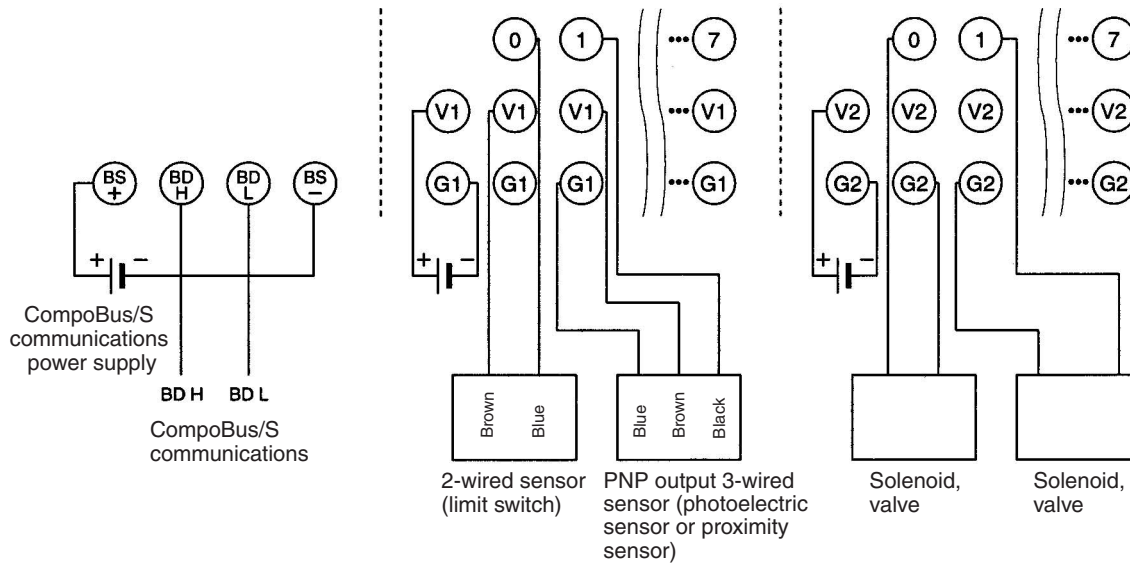 0 1 ••• 7
V1 V1 V1 ••• V1
G1 G1 G1 ••• G1
+ −
BS + BD H BD L BS −
+ −
CompoBus/S
communications
power supply
BD H BD L
CompoBus/S
communications
Brown Blue
Blue Brown Black
2-wired sensor
(limit switch)
PNP output 3-wired
sensor (photoelectric
sensor or proximity
sensor)
0 1 ••• 7
V2 V2 V2 ••• V2
G2 G2 G2 ••• G2
+ −
Solenoid,
valve
Solenoid,
valve